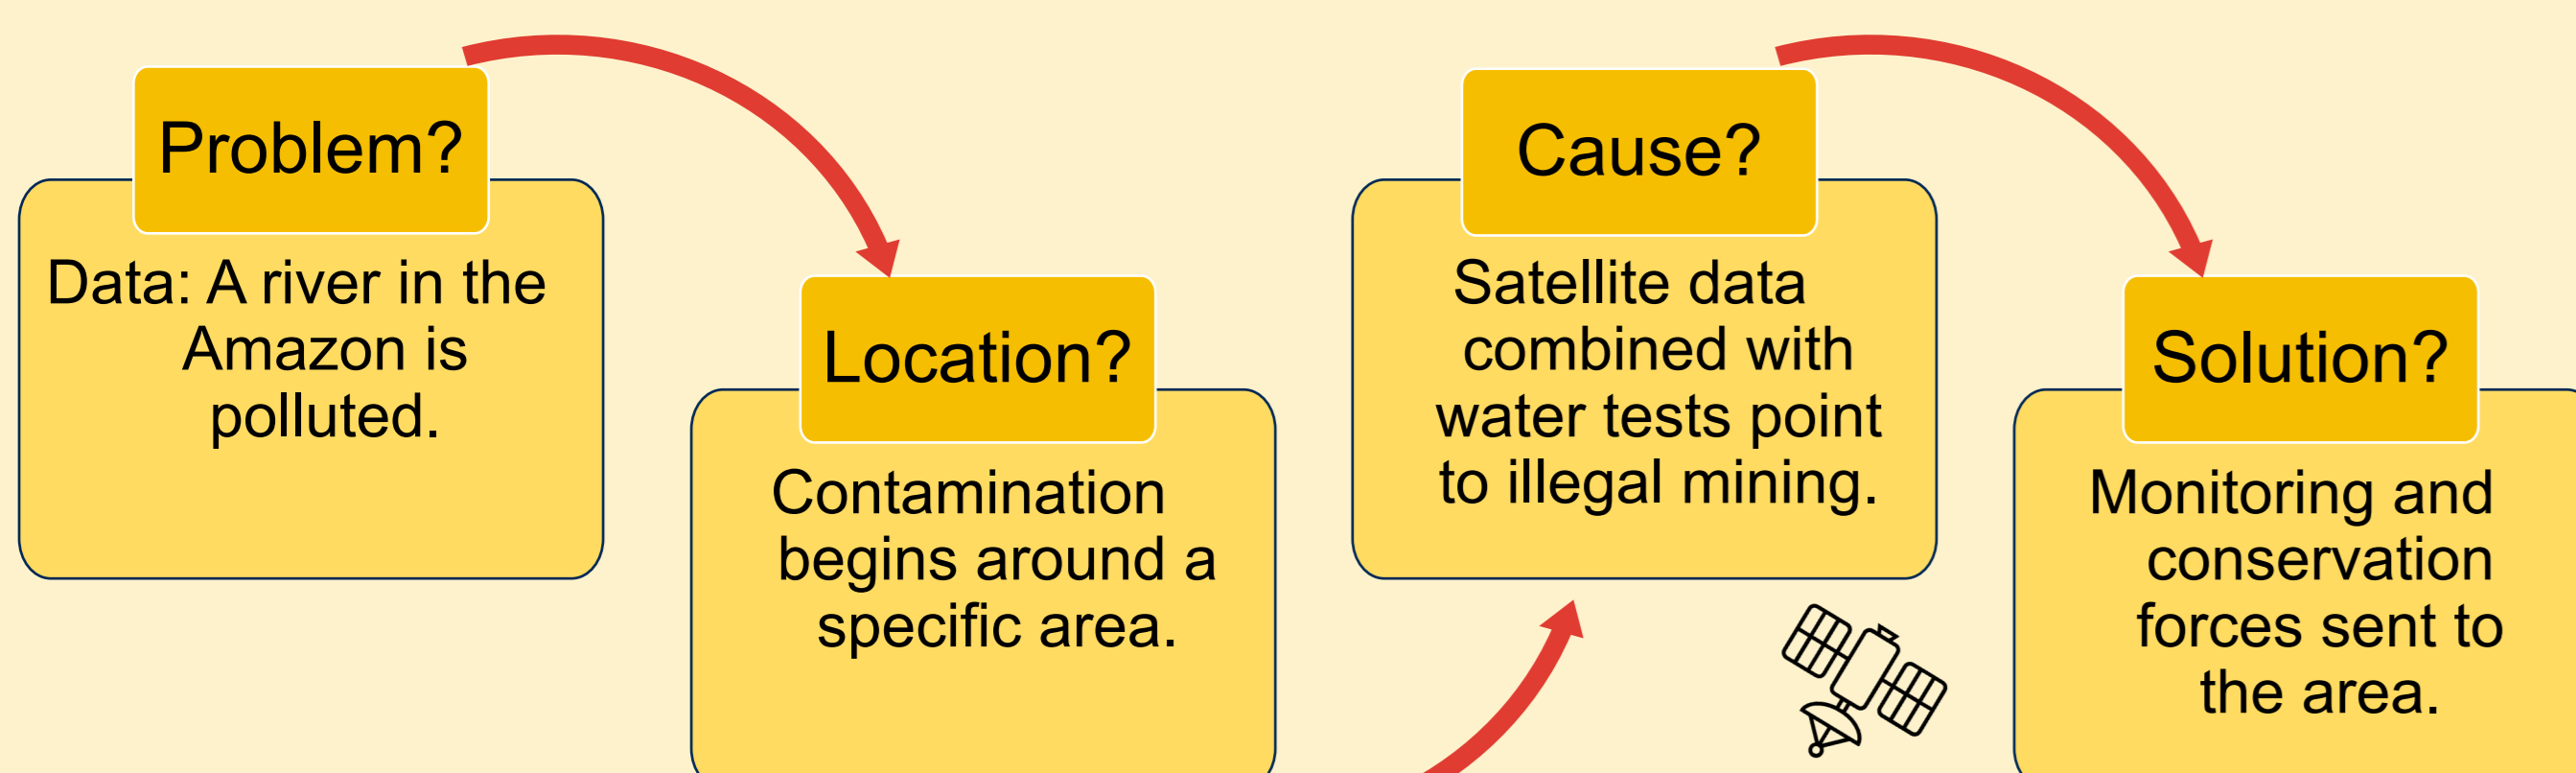 Problem?
Data: A river in the
Amazon is
polluted.
Location?
Contamination
begins around a
specific area.
Cause?
Satellite data
combined with
water tests point
to illegal mining.
Solution?
Monitoring and
conservation
forces sent to
the area.